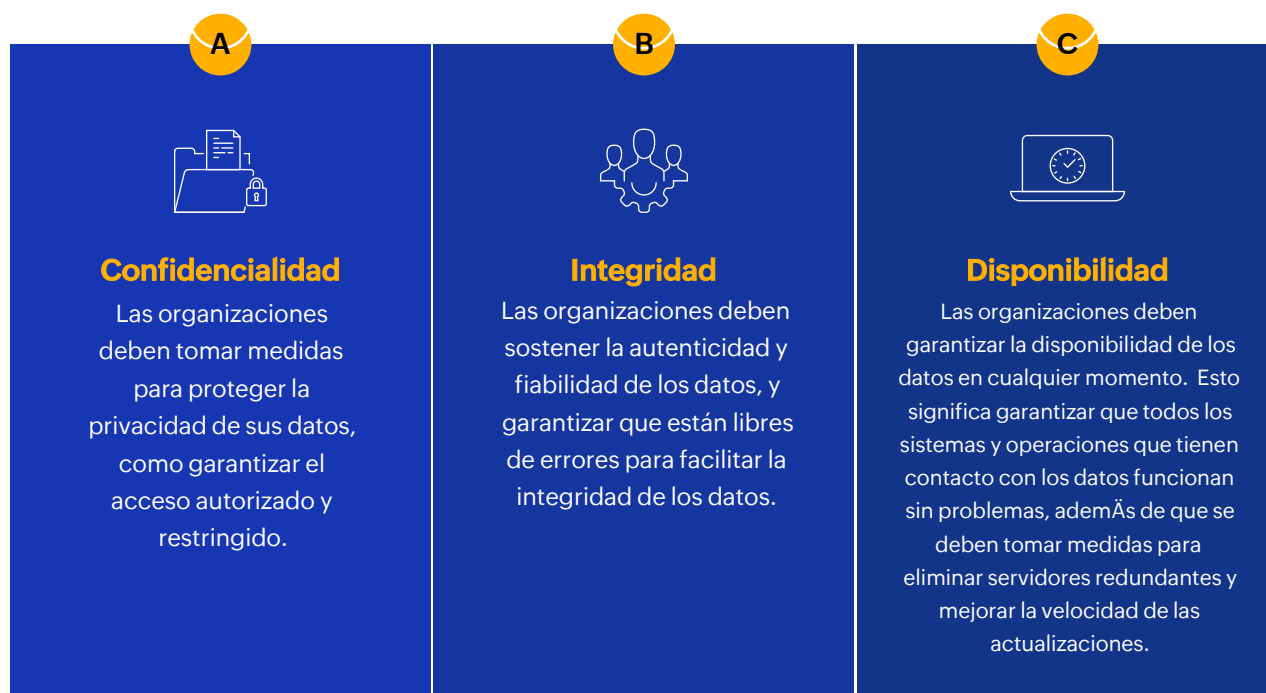 A
Confidencialidad
Las organizaciones
deben tomar medidas
para proteger la
privacidad de sus datos,
como garantizar el
acceso autorizado y
restringido.
B
Integridad
Las organizaciones deben
sostener la autenticidad y
fiabilidad de los datos, y
garantizar que están libres
de errores para facilitar la
integridad de los datos.
C
Disponibilidad
Las organizaciones deben
garantizar la disponibilidad de los
datos en cualquier momento.  Esto
significa garantizar que todos los
sistemas y operaciones que tienen
contacto con los datos funcionan
sin problemas, ademÄs de que se
deben tomar medidas para
eliminar servidores redundantes y
mejorar la velocidad de las
actualizaciones.